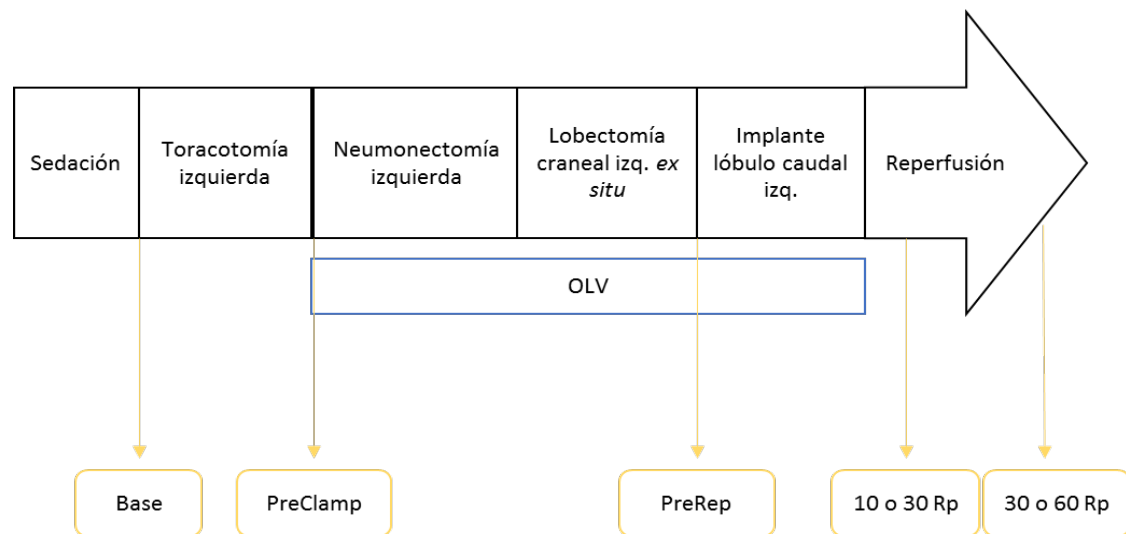 Sedación
Toracotomía
izquierda
Neumonectomía
izquierda
Lobectomía
craneal izq. ex
situ
Implante
lóbulo caudal
izq.
Reperfusión
OLV
Base
PreClamp
PreRep
10 o 30 Rp
30 o 60 Rp